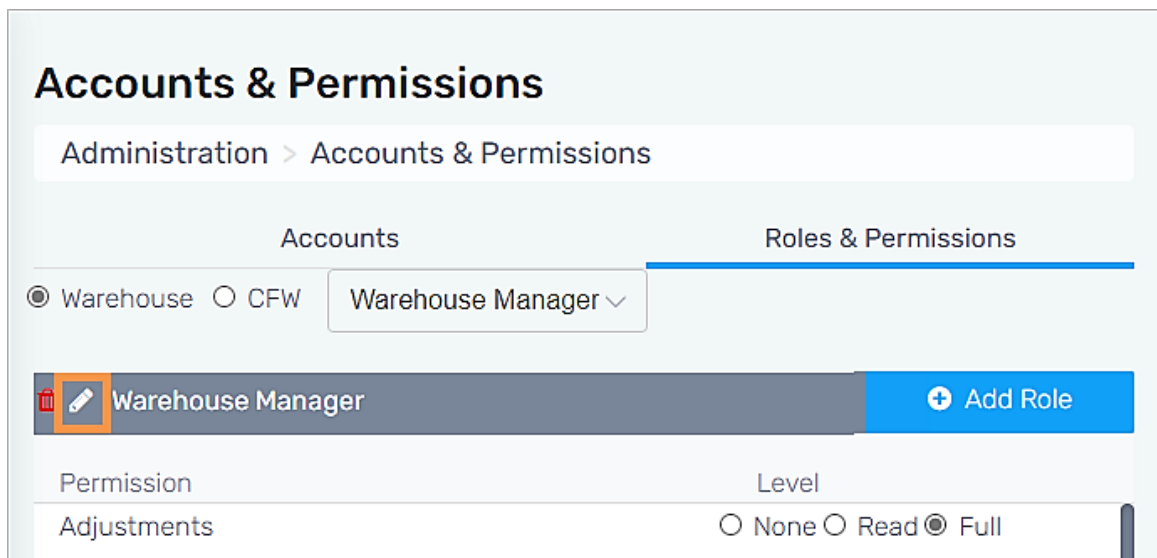 Accounts & Permissions
Administration > Accounts & Permissions
Accounts Roles & Permissions
Warehouse CFW Warehouse Manager
Warehouse Manager Add Role
Permission Level
Adjustments None Read Full